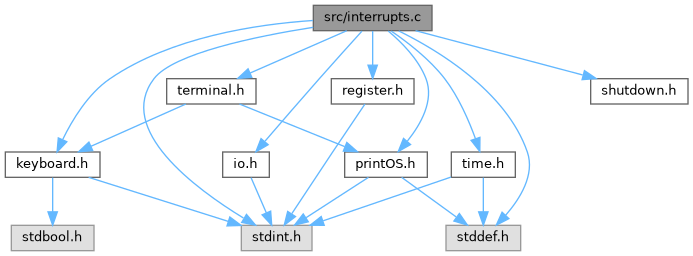 src/interrupts.c
terminal.h
register.h
shutdown.h
keyboard.h
io.h
printOS.h
time.h
stdbool.h
stdint.h
stddef.h